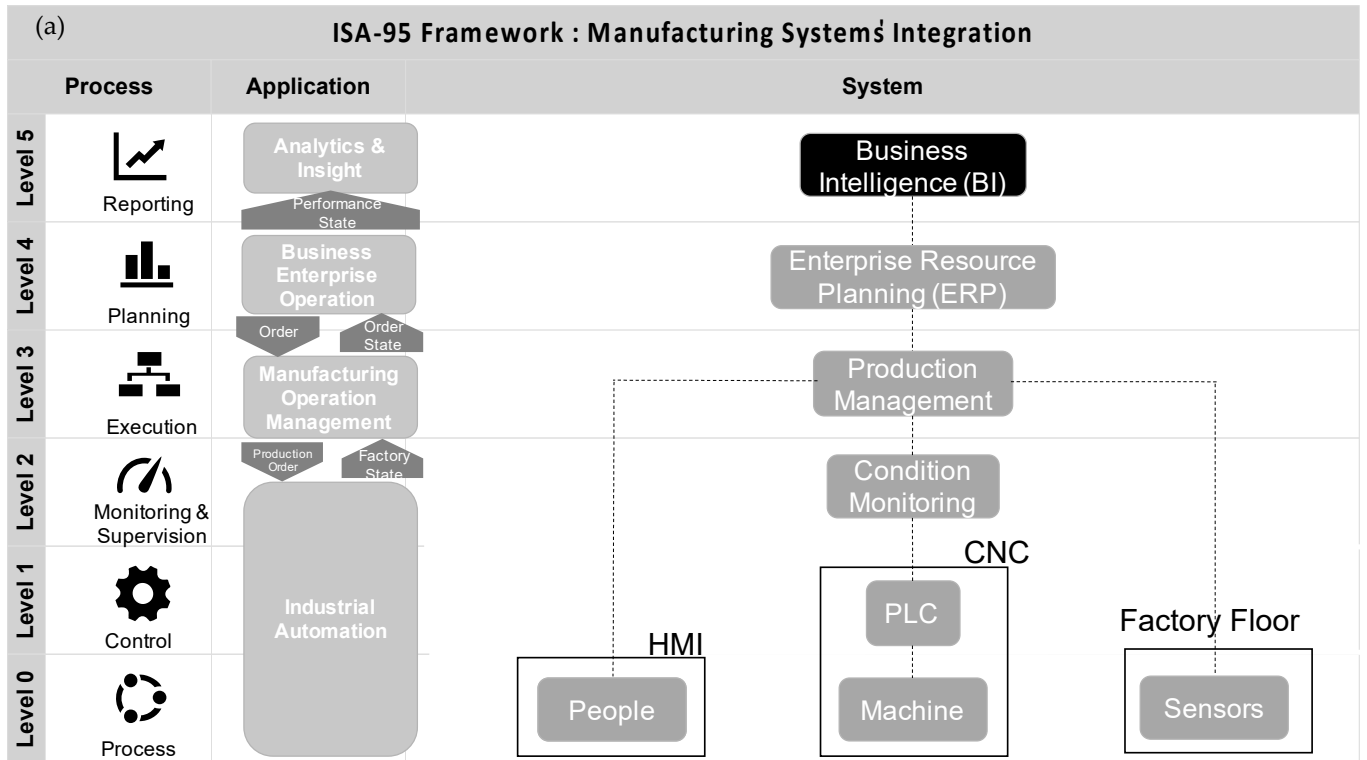 (a)
ISA-95 Framework : Manufacturing Systems' Integration
Process
Application
System
Level 5
Reporting
Analytics &
Insight
Performance
State
Business
Intelligence (BI)
Level 4
Planning
Business
Enterprise
Operation
Order
Order
State
Enterprise Resource
Planning (ERP)
Level 3
Execution
Manufacturing
Operation
Management
Production
Order
Factory
State
Production
Management
Level 2
Monitoring &
Supervision
Condition
Monitoring
Level 1
Control
Industrial
Automation
CNC
PLC
Factory Floor
Level 0
Process
HMI
People
Machine
Sensors